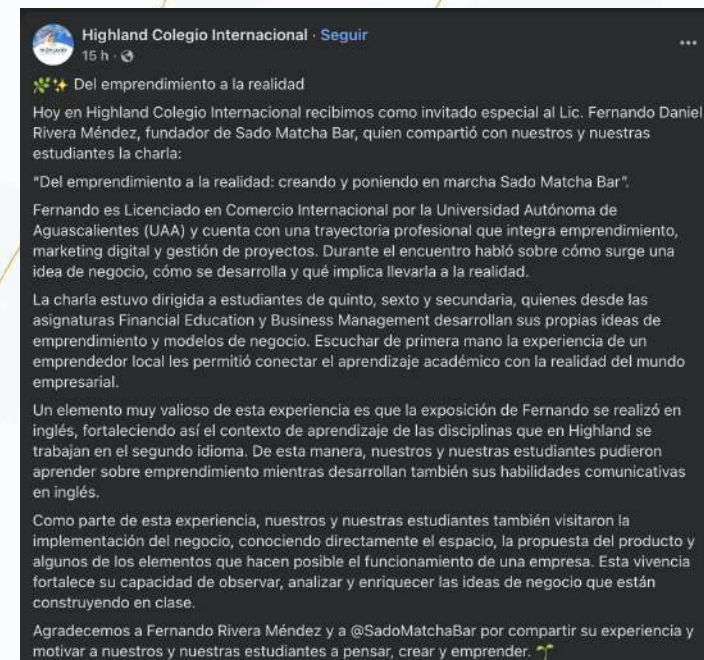 Highland Colegio Internacional · Seguir
15 h ·
HIGHLAND
🌿✨ Del emprendimiento a la realidad
Hoy en Highland Colegio Internacional recibimos como invitado especial al Lic. Fernando Daniel
Rivera Méndez, fundador de Sado Matcha Bar, quien compartió con nuestros y nuestras
estudiantes la charla:
"Del emprendimiento a la realidad: creando y poniendo en marcha Sado Matcha Bar".
Fernando es Licenciado en Comercio Internacional por la Universidad Autónoma de
Aguascalientes (UAA) y cuenta con una trayectoria profesional que integra emprendimiento,
marketing digital y gestión de proyectos. Durante el encuentro habló sobre cómo surge una
idea de negocio, cómo se desarrolla y qué implica llevarla a la realidad.
La charla estuvo dirigida a estudiantes de quinto, sexto y secundaria, quienes desde las
asignaturas Financial Education y Business Management desarrollan sus propias ideas de
emprendimiento y modelos de negocio. Escuchar de primera mano la experiencia de un
emprendedor local les permitió conectar el aprendizaje académico con la realidad del mundo
empresarial.
Un elemento muy valioso de esta experiencia es que la exposición de Fernando se realizó en
inglés, fortaleciendo así el contexto de aprendizaje de las disciplinas que en Highland se
trabajan en el segundo idioma. De esta manera, nuestros y nuestras estudiantes pudieron
aprender sobre emprendimiento mientras desarrollan también sus habilidades comunicativas
en inglés.
Como parte de esta experiencia, nuestros y nuestras estudiantes también visitaron la
implementación del negocio, conociendo directamente el espacio, la propuesta del producto y
algunos de los elementos que hacen posible el funcionamiento de una empresa. Esta vivencia
fortalece su capacidad de observar, analizar y enriquecer las ideas de negocio que están
construyendo en clase.
Agradecemos a Fernando Rivera Méndez y a @SadoMatchaBar por compartir su experiencia y
motivar a nuestros y nuestras estudiantes a pensar, crear y emprender. 🌱